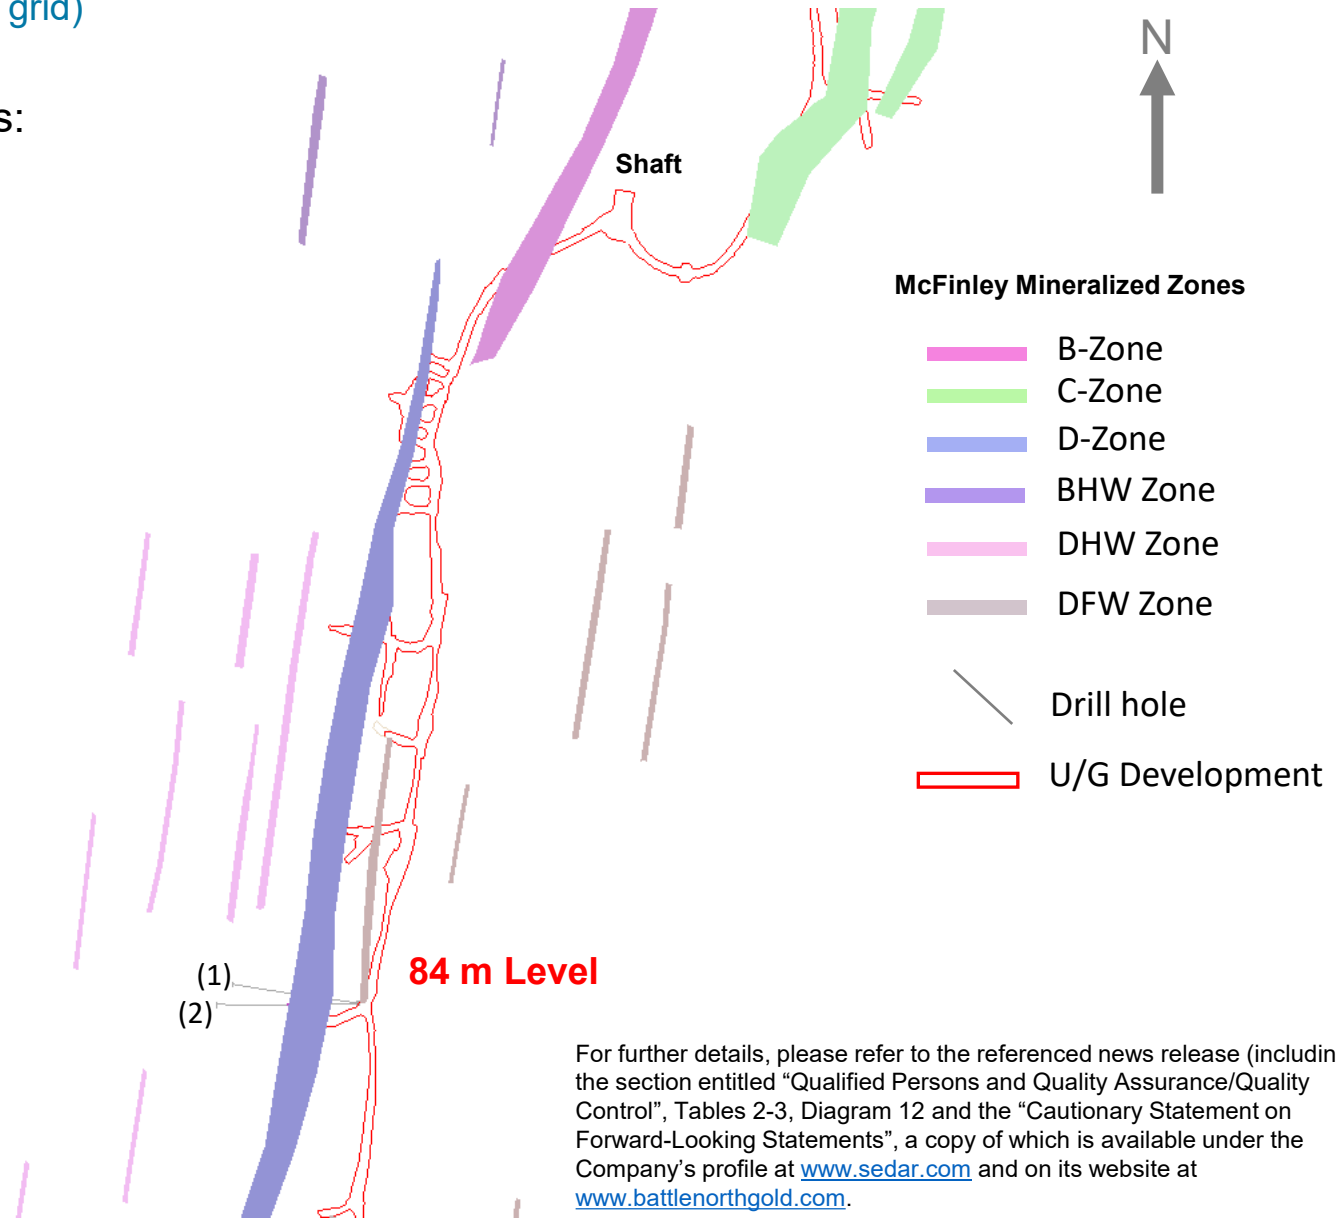 grid)
s:
N
Shaft
McFinley Mineralized Zones
B-Zone
C-Zone
D-Zone
BHW Zone
DHW Zone
DFW Zone
Drill hole
U/G Development
(1)
(2)
84 m Level
For further details, please refer to the referenced news release (includin
the section entitled “Qualified Persons and Quality Assurance/Quality
Control”, Tables 2-3, Diagram 12 and the “Cautionary Statement on
Forward-Looking Statements”, a copy of which is available under the
Company’s profile at www.sedar.com and on its website at
www.battlenorthgold.com.